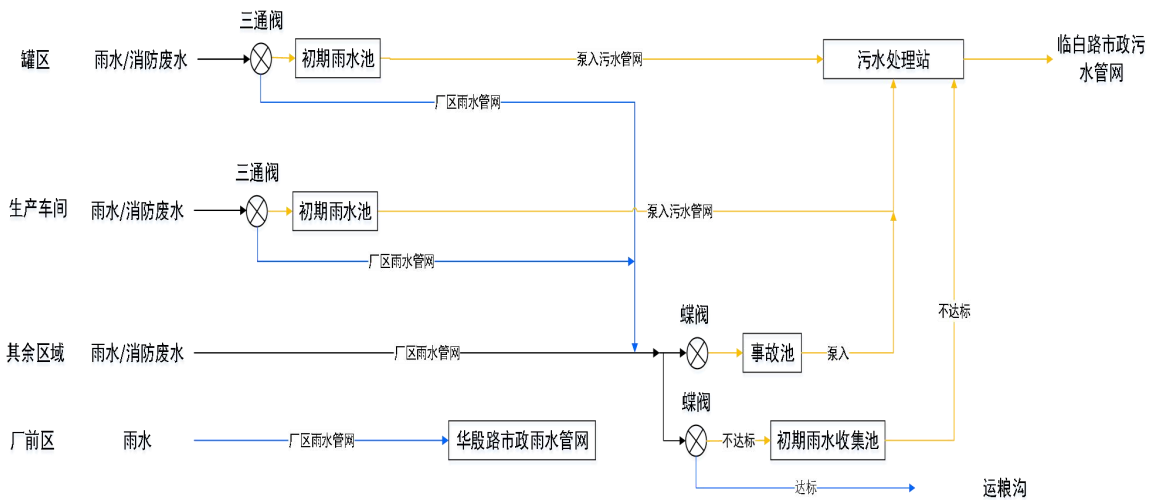 三通阀
罐区
雨水/消防废水
初期雨水池
泵入污水管网
污水处理站
临白路市政污
水管网
厂区雨水管网
三通阀
生产车间
雨水/消防废水
初期雨水池
泵入污水管网
厂区雨水管网
不达标
蝶阀
其余区域
雨水/消防废水
厂区雨水管网
事故池
泵入
蝶阀
厂前区
雨水
厂区雨水管网
华殷路市政雨水管网
不达标
初期雨水收集池
达标
运粮沟